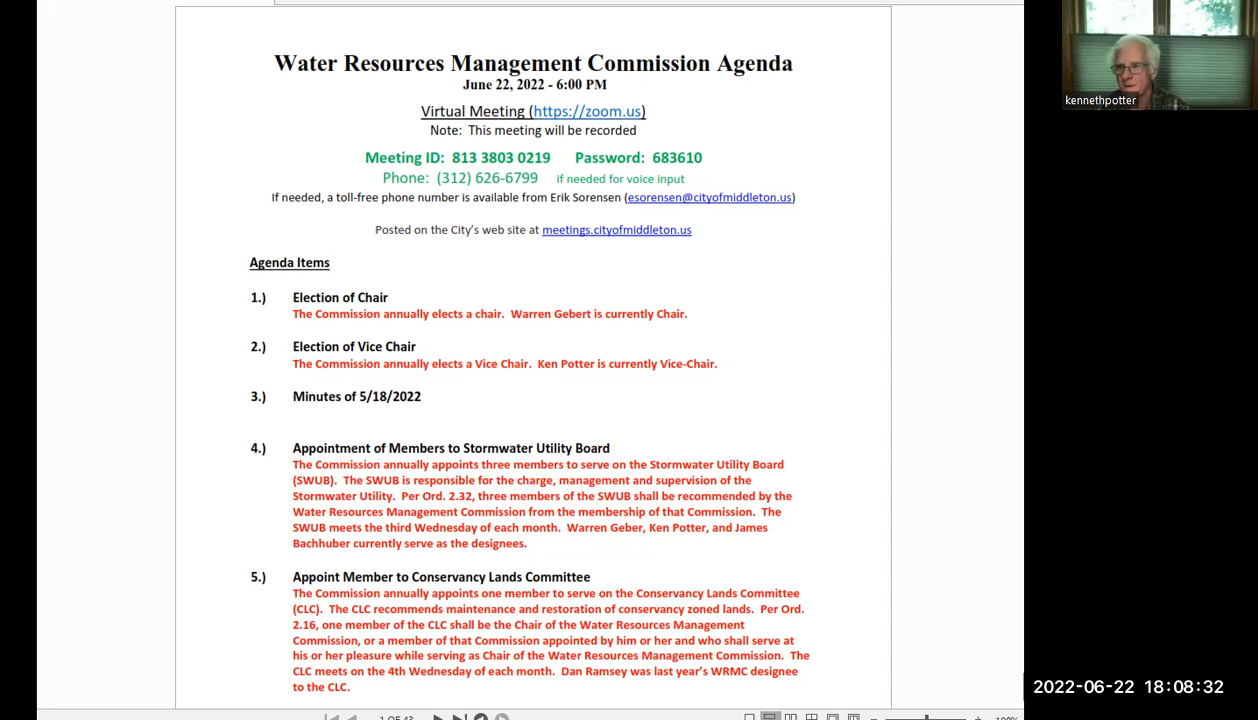 Water Resources Management Commission Agenda
June 22, 2022 - 6:00 PM
Virtual Meeting (https://zoom.us)
Note: This meeting will be recorded
Meeting ID: 813 3803 0219 Password: 683610
Phone: (312) 626-6799 if needed for voice input
If needed, a toll-free phone number is available from Erik Sorensen (esorensen@cityofmiddleton.us)
Posted on the City's web site at meetings.cityofmiddleton.us
Agenda Items
1.) Election of Chair
The Commission annually elects a chair. Warren Gebert is currently Chair.
2.) Election of Vice Chair
The Commission annually elects a Vice Chair. Ken Potter is currently Vice-Chair.
3.) Minutes of 5/18/2022
4.) Appointment of Members to Stormwater Utility Board
The Commission annually appoints three members to serve on the Stormwater Utility Board
(SWUB). The SWUB is responsible for the charge, management and supervision of the
Stormwater Utility. Per Ord. 2.32, three members of the SWUB shall be recommended by the
Water Resources Management Commission from the membership of that Commission. The
SWUB meets the third Wednesday of each month. Warren Geber, Ken Potter, and James
Bachhuber currently serve as the designees.
5.) Appoint Member to Conservancy Lands Committee
The Commission annually appoints one member to serve on the Conservancy Lands Committee
(CLC). The CLC recommends maintenance and restoration of conservancy zoned lands. Per Ord.
2.16, one member of the CLC shall be the Chair of the Water Resources Management
Commission, or a member of that Commission appointed by him or her and who shall serve at
his or her pleasure while serving as Chair of the Water Resources Management Commission. The
CLC meets on the 4th Wednesday of each month. Dan Ramsey was last year's WRMC designee
to the CLC.
1 OF 43
100%
kennethpotter
2022-06-22 18:08:32